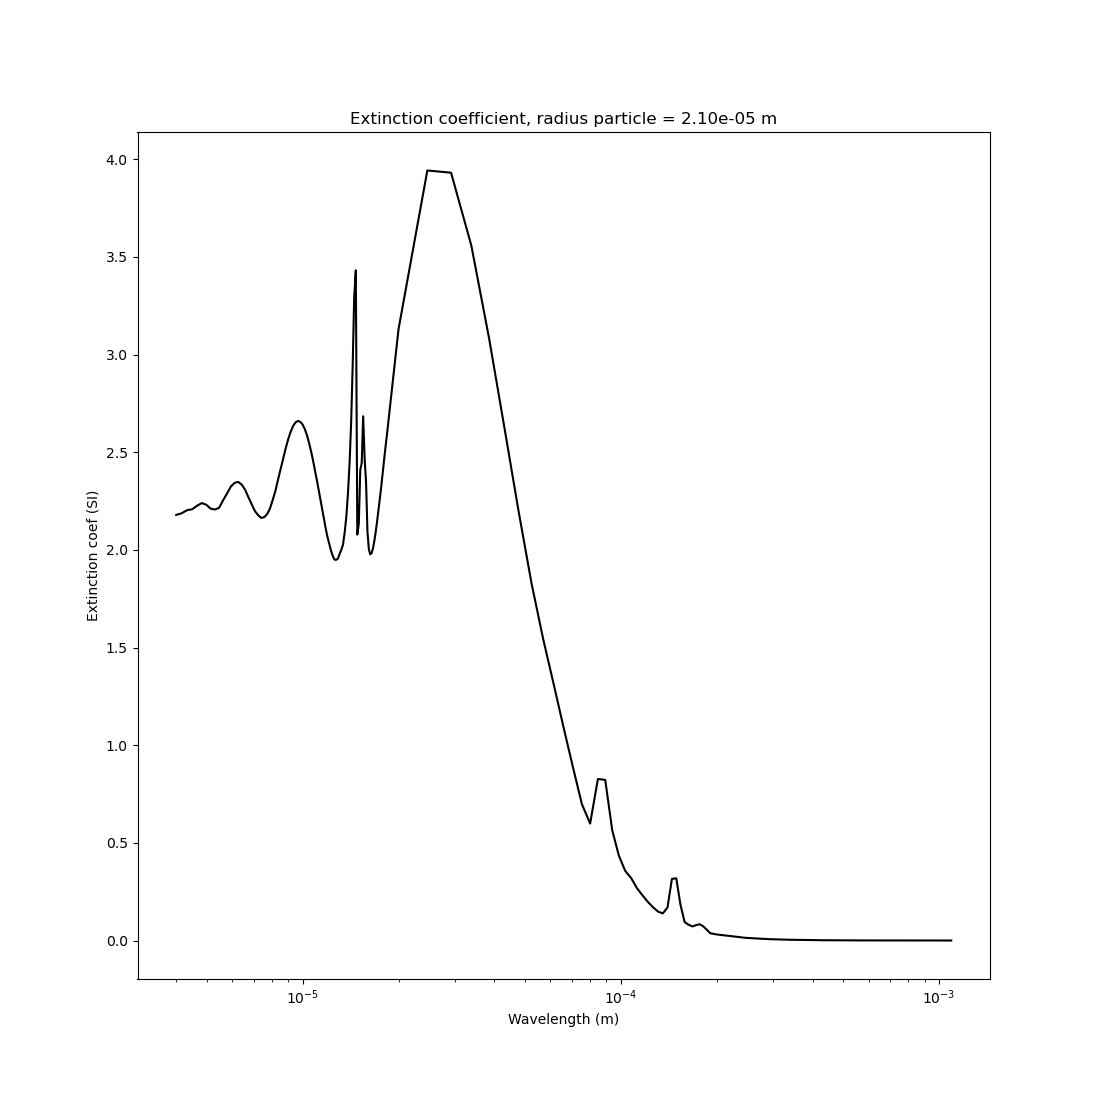 Extinction coefficient, radius particle = 2.10e-05 m
4.0
3.5
3.0
2.5
2.0
1.5
1.0
0.5
0.0
Extinction coef (SI)
10⁻⁵ 10⁻⁴ 10⁻³
Wavelength (m)